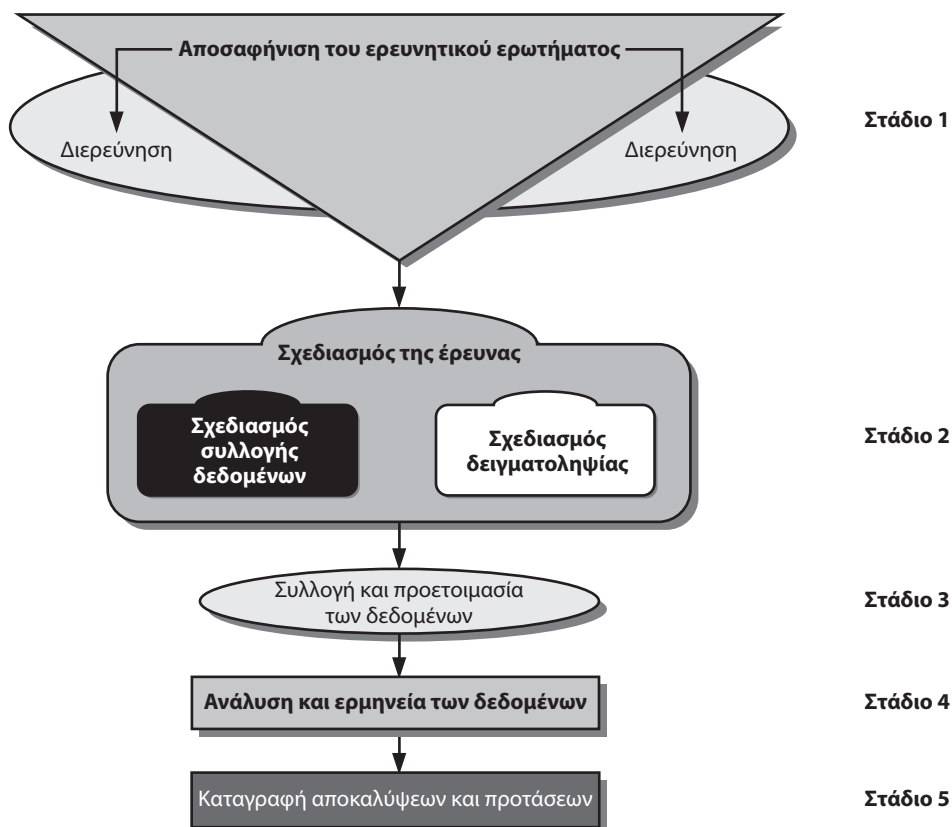 Αποσαφήνιση του ερευνητικού ερωτήματος
Στάδιο 1
Διερεύνηση
Διερεύνηση
Σχεδιασμός της έρευνας
Σχεδιασμός
συλλογής
δεδομένων
Σχεδιασμός
δειγματοληψίας
Στάδιο 2
Συλλογή και προετοιμασία
των δεδομένων
Στάδιο 3
Ανάλυση και ερμηνεία των δεδομένων
Στάδιο 4
Καταγραφή αποκαλύψεων και προτάσεων
Στάδιο 5